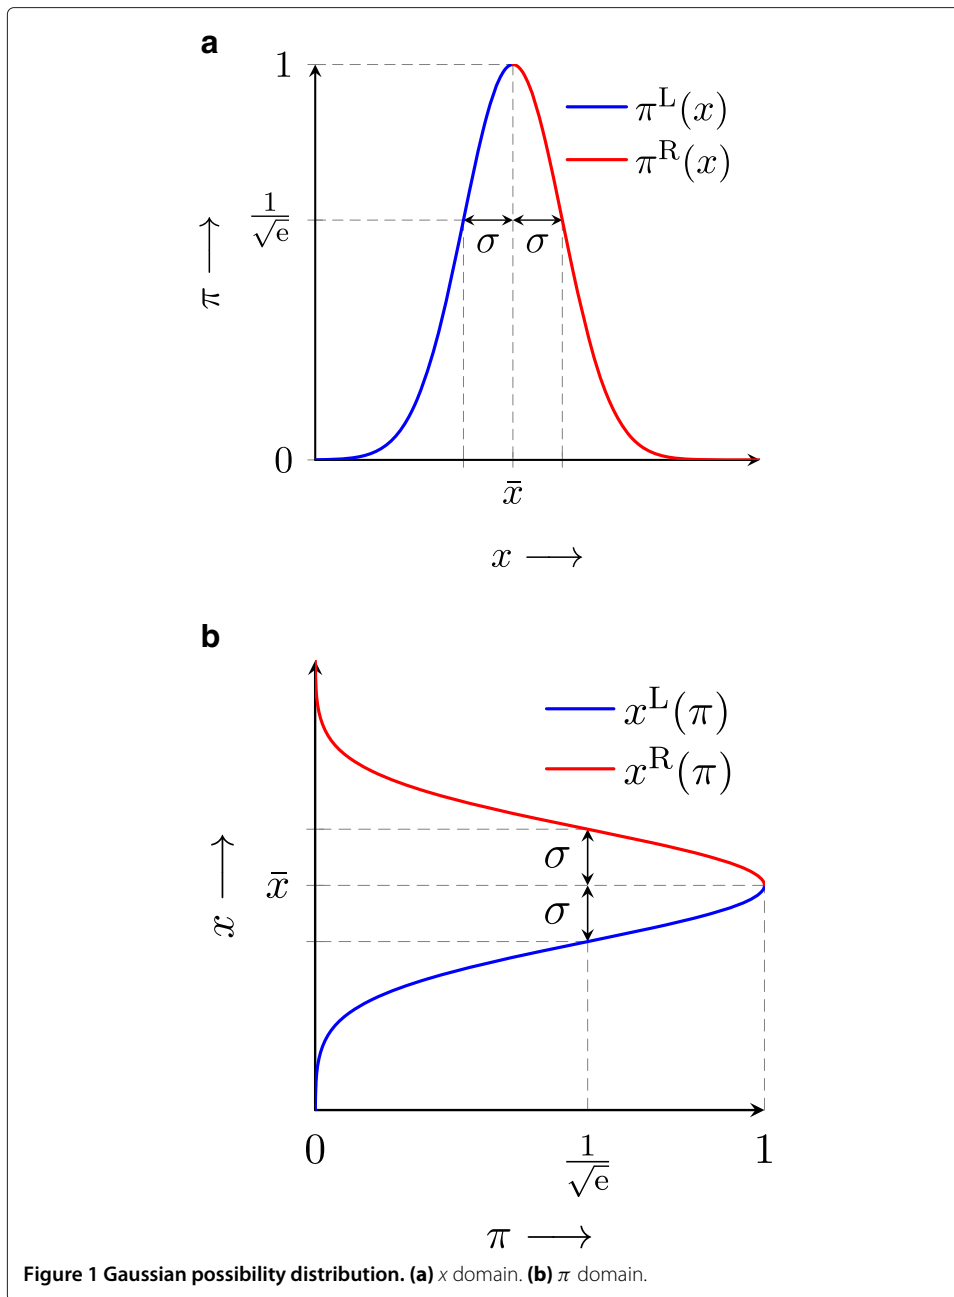 a
1
π^L(x)
π^R(x)
1/√e
σ σ
π ⟶
0
x̄
x ⟶
b
x^L(π)
x^R(π)
σ
x̄
σ
x ⟶
0 1/√e 1
π ⟶
Figure 1 Gaussian possibility distribution. (a) x domain. (b) π domain.